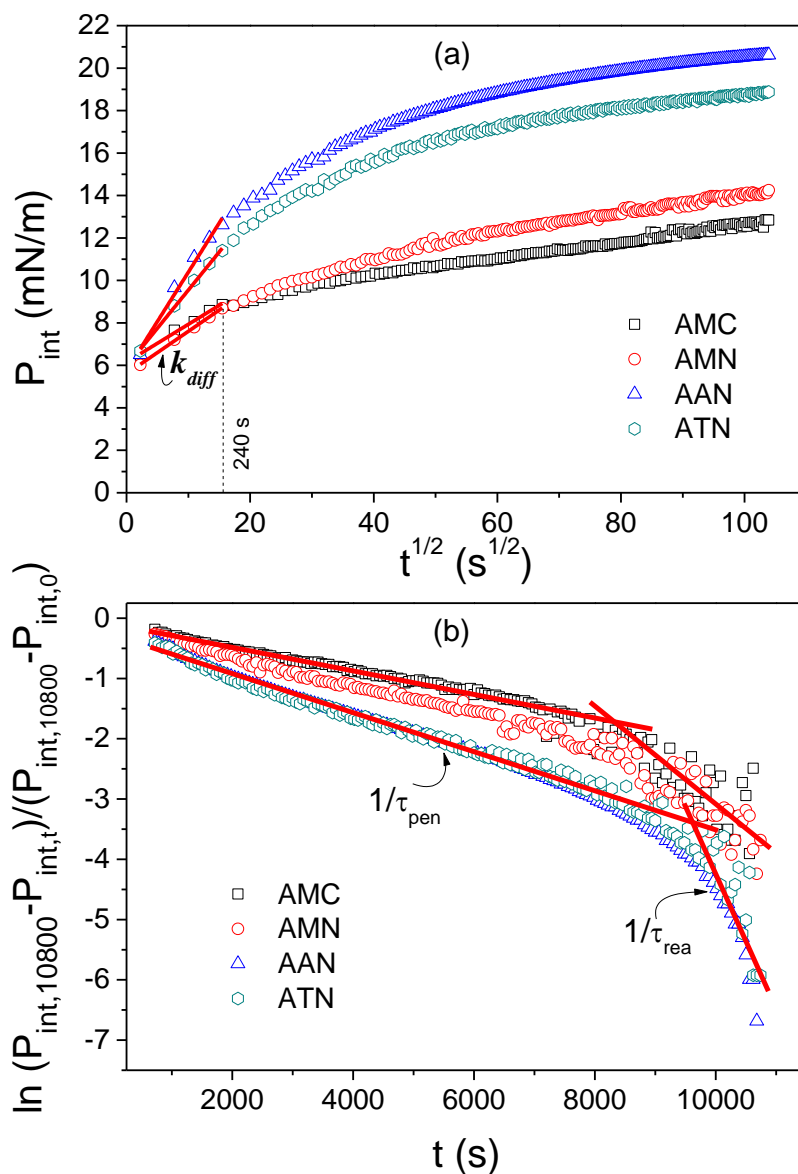 (a)
22
20
18
16
14
12
10
8
6
4
2
0
P_int (mN/m)
k_diff
240 s
AMC
AMN
AAN
ATN
0 20 40 60 80 100
t^1/2 (s^1/2)
(b)
0
-1
-2
-3
-4
-5
-6
-7
ln (P_int,10800-P_int,t)/(P_int,10800-P_int,0)
1/τ_pen
1/τ_rea
AMC
AMN
AAN
ATN
2000 4000 6000 8000 10000
t (s)